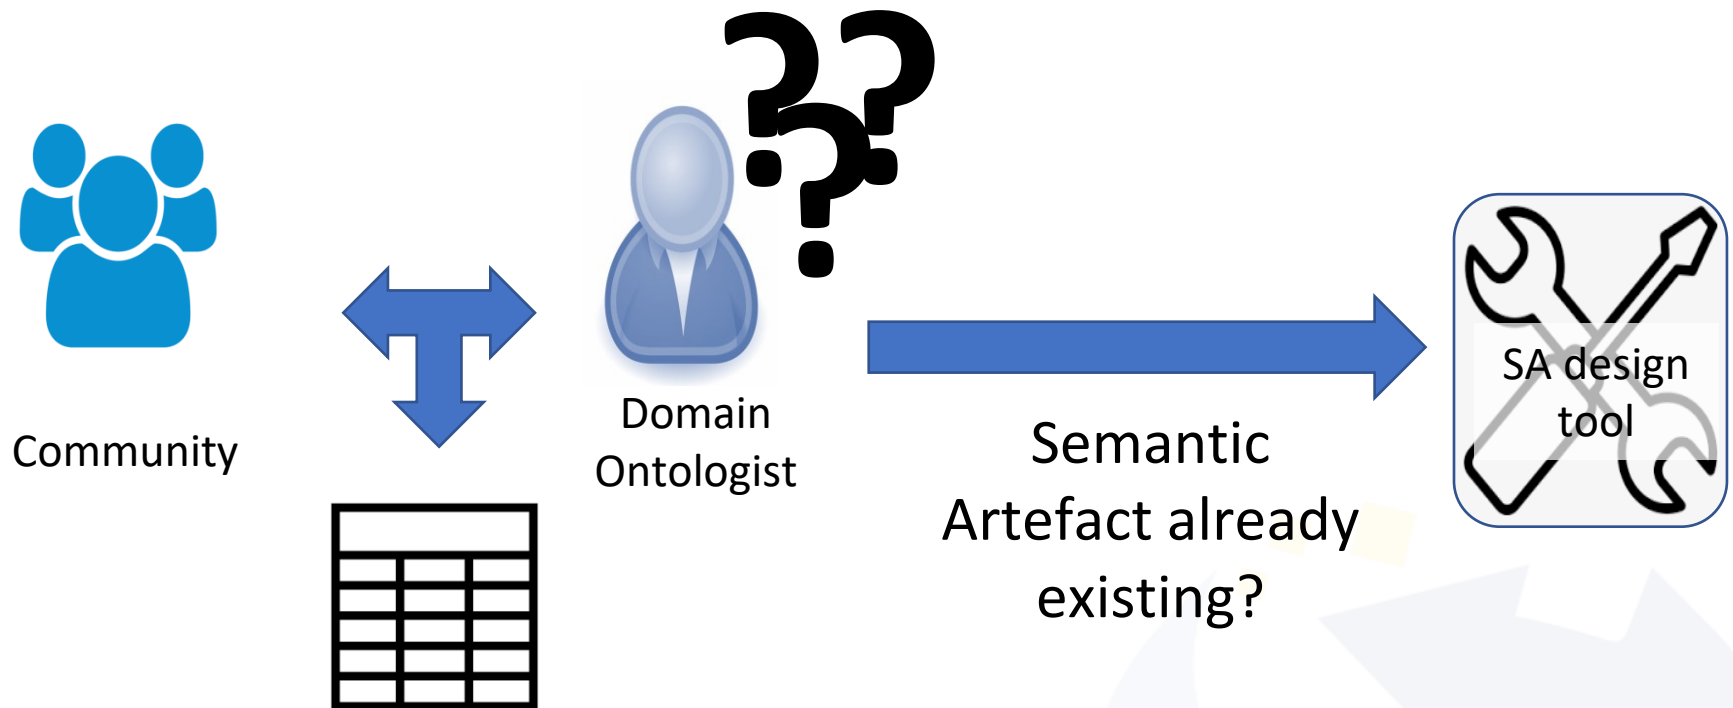 ???
Community
Domain
Ontologist
Semantic
Artefact already
existing?
SA design
tool